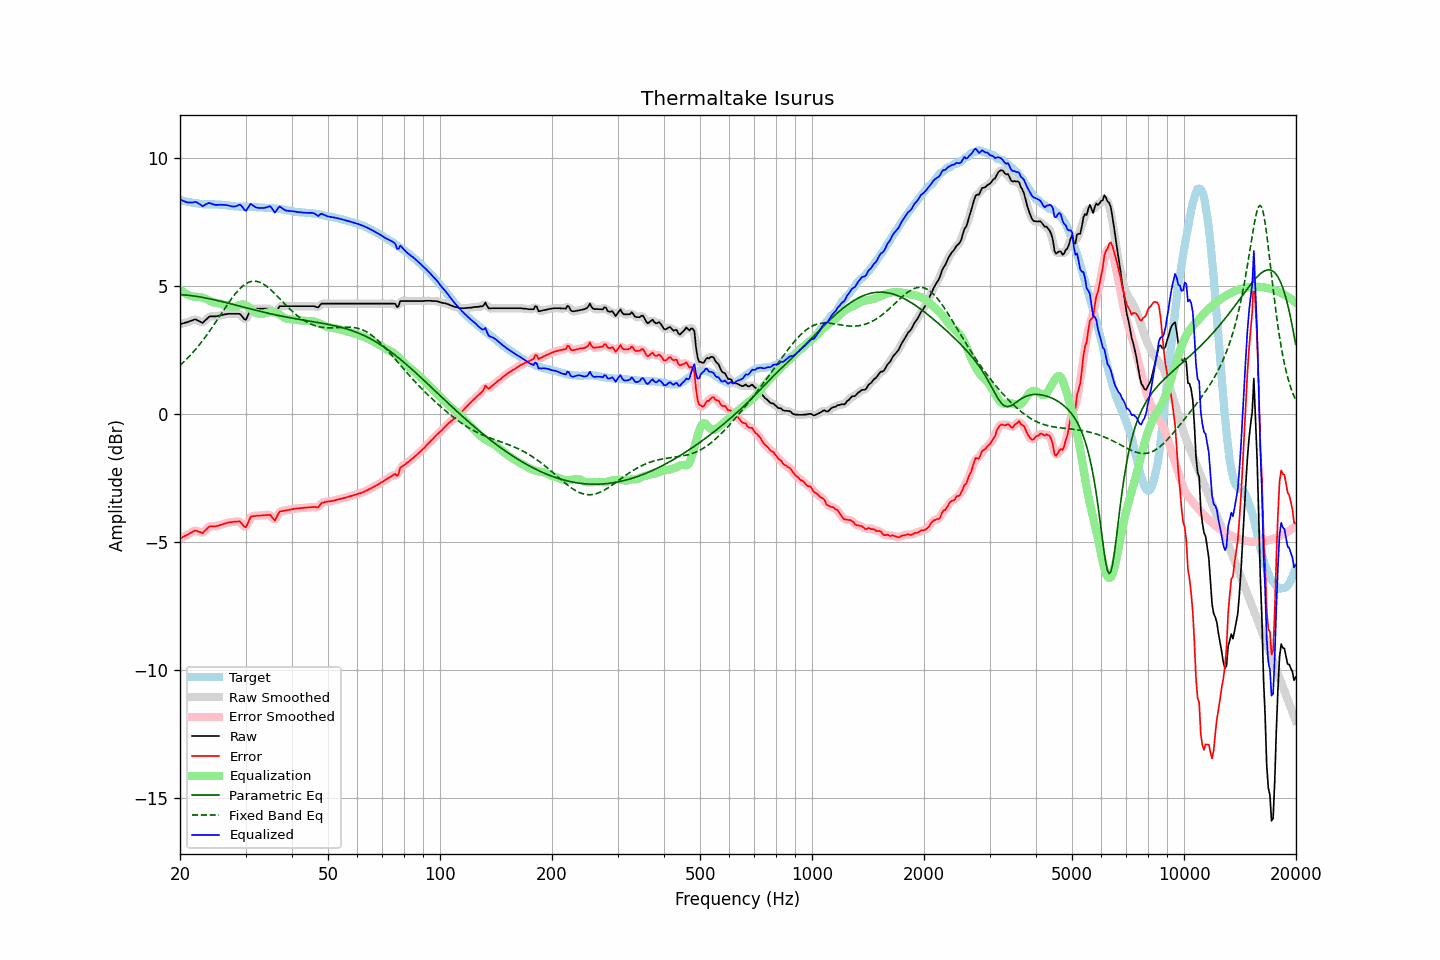 Thermaltake Isurus
Amplitude (dBr)
10
5
0
−5
−10
−15
Target
Raw Smoothed
Error Smoothed
Raw
Error
Equalization
Parametric Eq
Fixed Band Eq
Equalized
20 50 100 200 500 1000 2000 5000 10000 20000
Frequency (Hz)